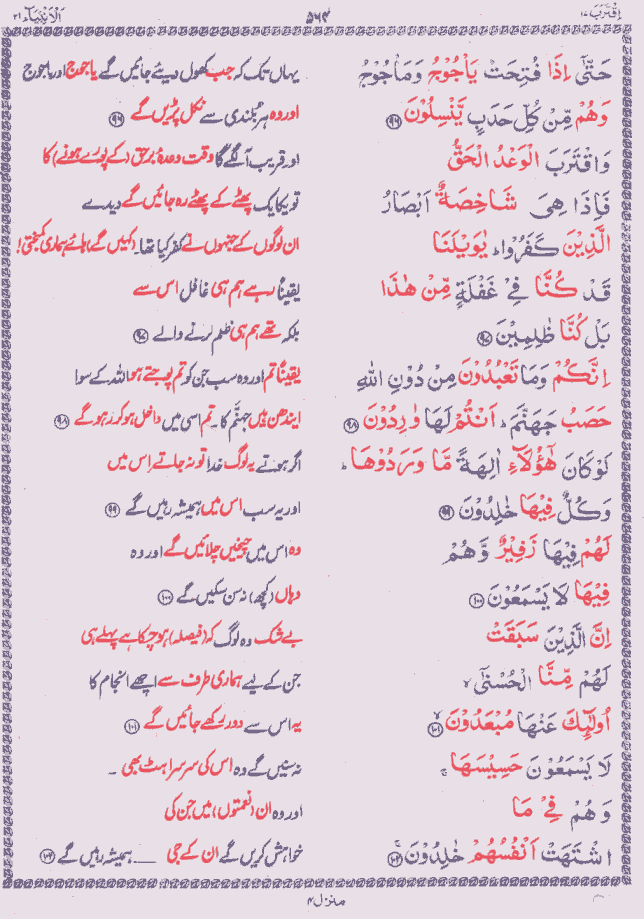 اِقْتَرَبَ ۱۷
۵۶۴
اَلْاَنْبِيَآء ۲۱
حَتّٰۤى اِذَا فُتِحَتْ يَاْجُوْجُ وَمَاْجُوْجُ
یہاں تک کہ جب کھول دیئے جائیں گے یاجوج اور ماجوج
وَهُمْ مِّنْ كُلِّ حَدَبٍ يَّنْسِلُوْنَ ۹۶
اور وہ ہر بُلندی سے نکل پڑیں گے ۹۶
وَاقْتَرَبَ الْوَعْدُ الْحَقُّ
اور قریب آ لگے گا وقت وعدۂ برحق (کے پورے ہونے) کا
فَاِذَا هِىَ شَاخِصَةٌ اَبْصَارُ
تو یکایک پھٹے کے پھٹے رہ جائیں گے دیدے
الَّذِيْنَ كَفَرُوْا ؕ يٰوَيْلَنَا
ان لوگوں کے جنہوں نے کفر کیا تھا۔ (کہیں گے) ہائے ہماری کمبختی!
قَدْ كُنَّا فِىْ غَفْلَةٍ مِّنْ هٰذَا
یقیناً رہے ہم ہی غافل اس سے
بَلْ كُنَّا ظٰلِمِيْنَ ۹۷
بلکہ تھے ہم ہی ظلم کرنے والے ۹۷
اِنَّكُمْ وَمَا تَعْبُدُوْنَ مِنْ دُوْنِ اللّٰهِ
یقیناً تم اور وہ سب جن کو تم پوجتے ہو اللہ کے سوا
حَصَبُ جَهَنَّمَ ؕ اَنْتُمْ لَهَا وٰرِدُوْنَ ۹۸
ایندھن ہیں جہنّم کا۔ تم اسی میں داخل ہو کر رہو گے ۹۸
لَوْ كَانَ هٰٓؤُلَآءِ اٰلِهَةً مَّا وَرَدُوْهَا ؕ
اگر ہوتے یہ لوگ خدا تو نہ جاتے اس میں
وَكُلٌّ فِيْهَا خٰلِدُوْنَ ۹۹
اور یہ سب اس میں ہمیشہ رہیں گے ۹۹
لَهُمْ فِيْهَا زَفِيْرٌ وَّهُمْ
وہ اس میں چیخیں چلائیں گے اور وہ
فِيْهَا لَا يَسْمَعُوْنَ ۱۰۰
وہاں (کچھ) نہ سن سکیں گے ۱۰۰
اِنَّ الَّذِيْنَ سَبَقَتْ
بے شک وہ لوگ کہ (فیصلہ) ہو چکا ہے پہلے ہی
لَهُمْ مِّنَّا الْحُسْنٰٓى ۙ
جن کے لیے ہماری طرف سے اچھے انجام کا
اُولٰٓئِكَ عَنْهَا مُبْعَدُوْنَ ۱۰۱ ۙ
یہ اس سے دور رکھے جائیں گے ۱۰۱
لَا يَسْمَعُوْنَ حَسِيْسَهَا ۚ
نہ سنیں گے وہ اس کی سرسراہٹ بھی ۔
وَهُمْ فِىْ مَا
اور وہ ان (نعمتوں) میں جن کی
اشْتَهَتْ اَنْفُسُهُمْ خٰلِدُوْنَ ۱۰۲ ۚ
خواہش کریں گے ان کے جی — ہمیشہ رہیں گے ۱۰۲
منزل ۴